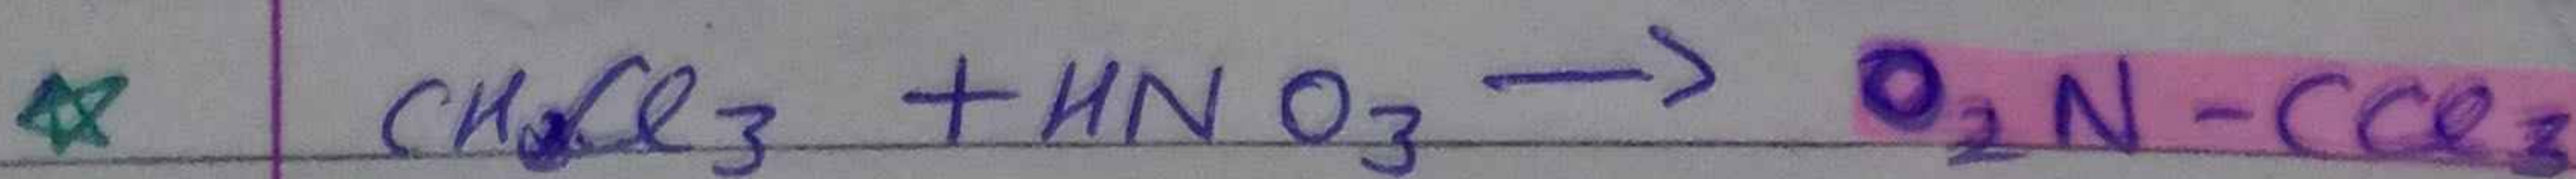 CHCl3 + HNO3 → O2N-CCl3